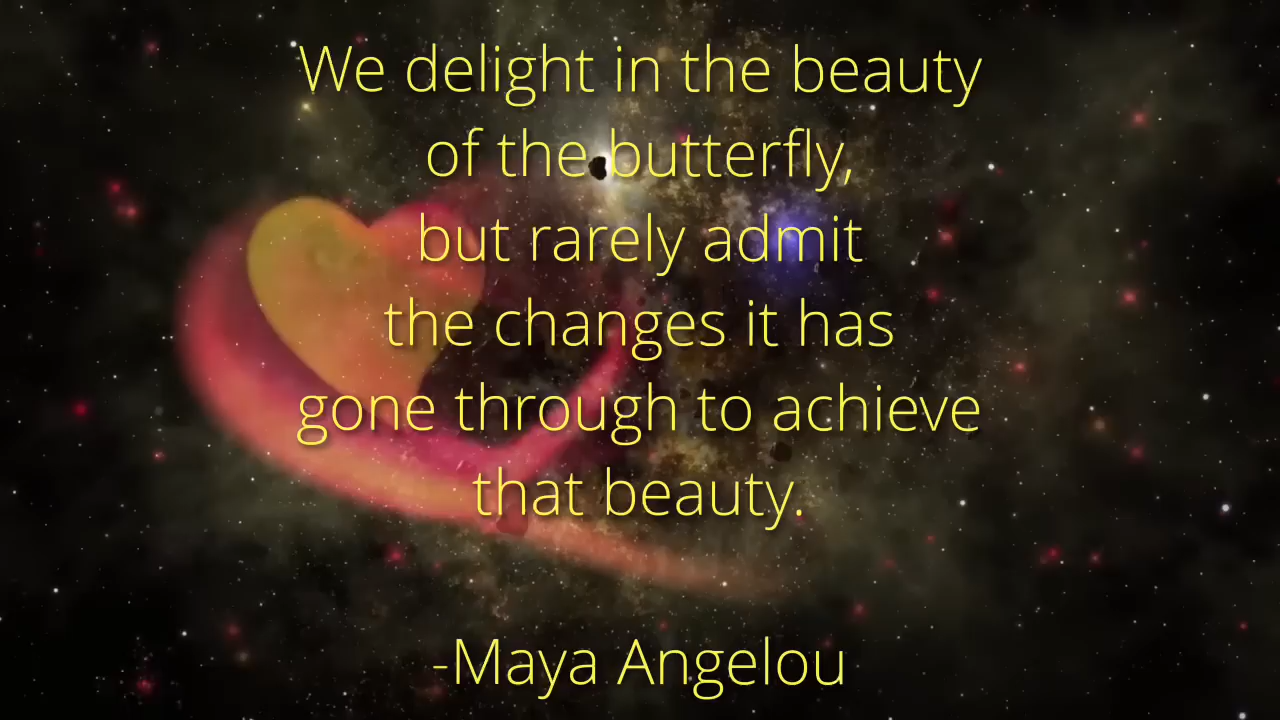 We delight in the beauty
of the butterfly,
but rarely admit
the changes it has
gone through to achieve
that beauty.
-Maya Angelou